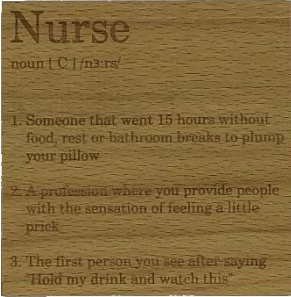 Nurse
noun [ C ] /nɜːrs/
1. Someone that went 15 hours without
food, rest or bathroom breaks to plump
your pillow
2. A profession where you provide people
with the sensation of feeling a little
prick
3. The first person you see after saying
"Hold my drink and watch this"